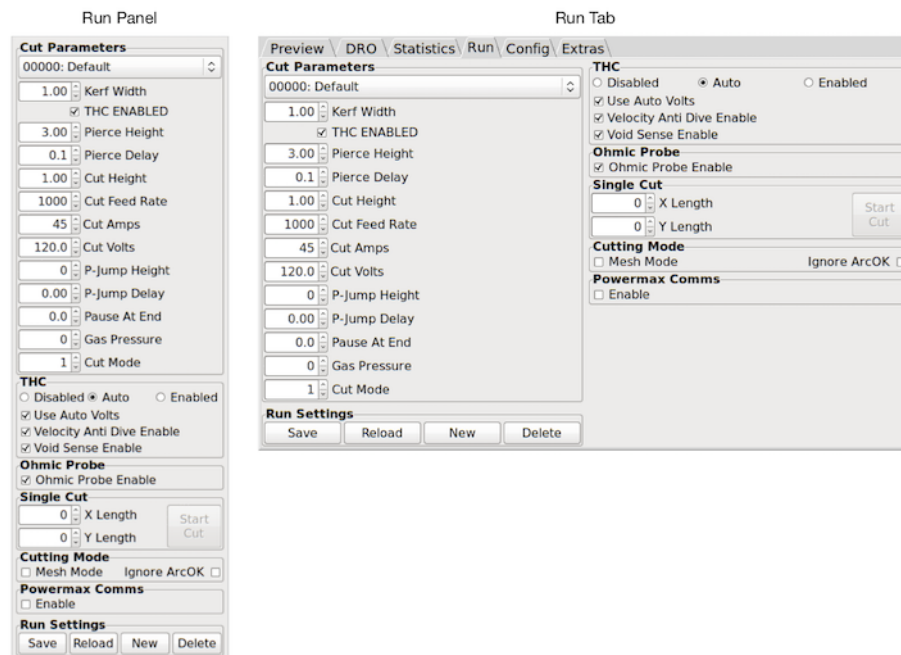 Run Panel
Cut Parameters
00000: Default
1.00 Kerf Width
THC ENABLED
3.00 Pierce Height
0.1 Pierce Delay
1.00 Cut Height
1000 Cut Feed Rate
45 Cut Amps
120.0 Cut Volts
0 P-Jump Height
0.00 P-Jump Delay
0.0 Pause At End
0 Gas Pressure
1 Cut Mode
THC
Disabled Auto Enabled
Use Auto Volts
Velocity Anti Dive Enable
Void Sense Enable
Ohmic Probe
Ohmic Probe Enable
Single Cut
0 X Length
0 Y Length
Start
Cut
Cutting Mode
Mesh Mode Ignore ArcOK
Powermax Comms
Enable
Run Settings
Save Reload New Delete
Run Tab
Preview DRO Statistics Run Config Extras
Cut Parameters
00000: Default
1.00 Kerf Width
THC ENABLED
3.00 Pierce Height
0.1 Pierce Delay
1.00 Cut Height
1000 Cut Feed Rate
45 Cut Amps
120.0 Cut Volts
0 P-Jump Height
0.00 P-Jump Delay
0.0 Pause At End
0 Gas Pressure
1 Cut Mode
Run Settings
Save Reload New Delete
THC
Disabled Auto Enabled
Use Auto Volts
Velocity Anti Dive Enable
Void Sense Enable
Ohmic Probe
Ohmic Probe Enable
Single Cut
0 X Length
0 Y Length
Start
Cut
Cutting Mode
Mesh Mode Ignore ArcOK
Powermax Comms
Enable